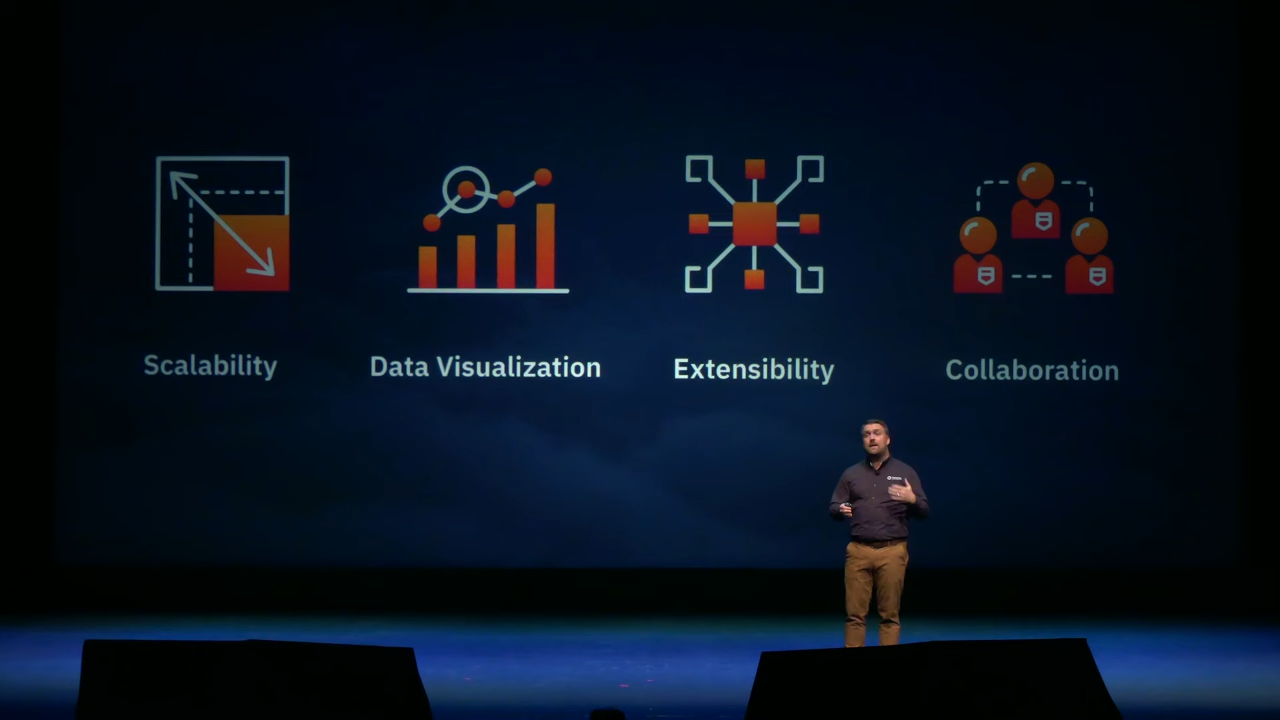 Scalability
Data Visualization
Extensibility
Collaboration